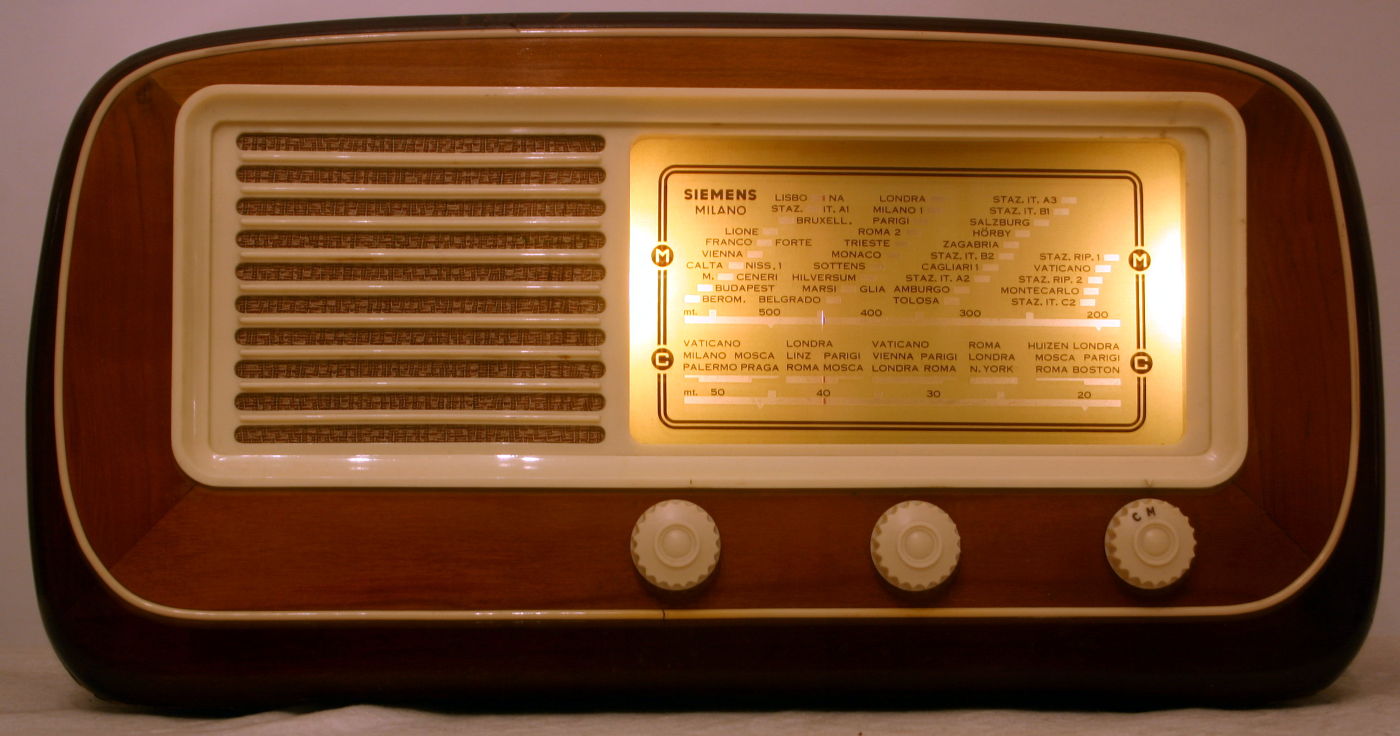 SIEMENS LISBO NA LONDRA STAZ. IT. A3
MILANO STAZ. IT. A1 MILANO 1 STAZ. IT. B1
BRUXELL. PARIGI SALZBURG
LIONE ROMA 2 HÖRBY
FRANCO FORTE TRIESTE ZAGABRIA
VIENNA MONACO STAZ. IT. B2 STAZ. RIP. 1
CALTA NISS. 1 SOTTENS CAGLIARI 1 VATICANO
M. CENERI HILVERSUM STAZ. IT. A2 STAZ. RIP. 2
BUDAPEST MARSI GLIA AMBURGO MONTECARLO
BEROM. BELGRADO TOLOSA STAZ. IT. C2
mt. 500 400 300 200
M M
VATICANO LONDRA VATICANO ROMA HUIZEN LONDRA
MILANO MOSCA LINZ PARIGI VIENNA PARIGI LONDRA MOSCA PARIGI
PALERMO PRAGA ROMA MOSCA LONDRA ROMA N. YORK ROMA BOSTON
mt. 50 40 30 20
C C
C M